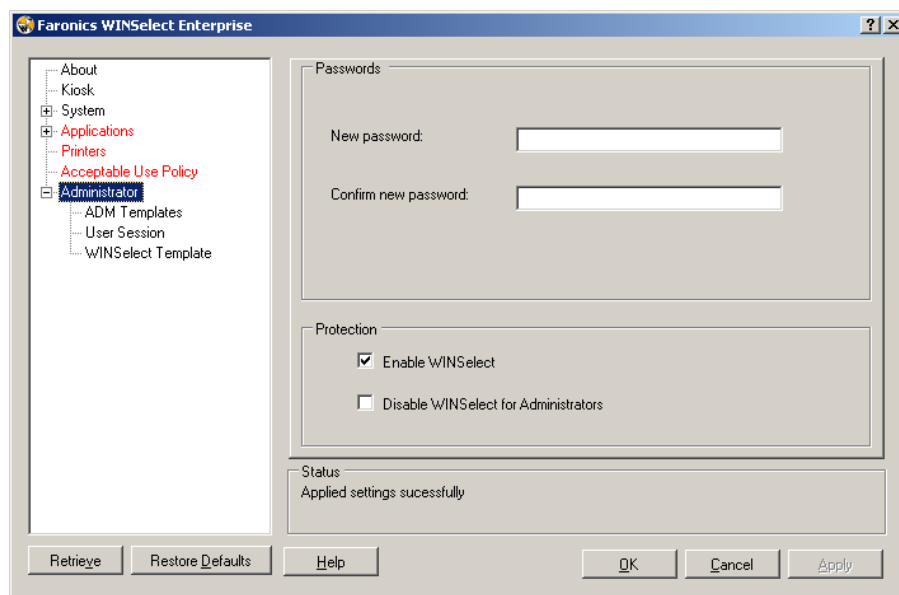 Faronics WINSelect Enterprise
About
Kiosk
System
Applications
Printers
Acceptable Use Policy
Administrator
ADM Templates
User Session
WINSelect Template
Passwords
New password:
Confirm new password:
Protection
Enable WINSelect
Disable WINSelect for Administrators
Status
Applied settings sucessfully
Retrieve
Restore Defaults
Help
OK
Cancel
Apply